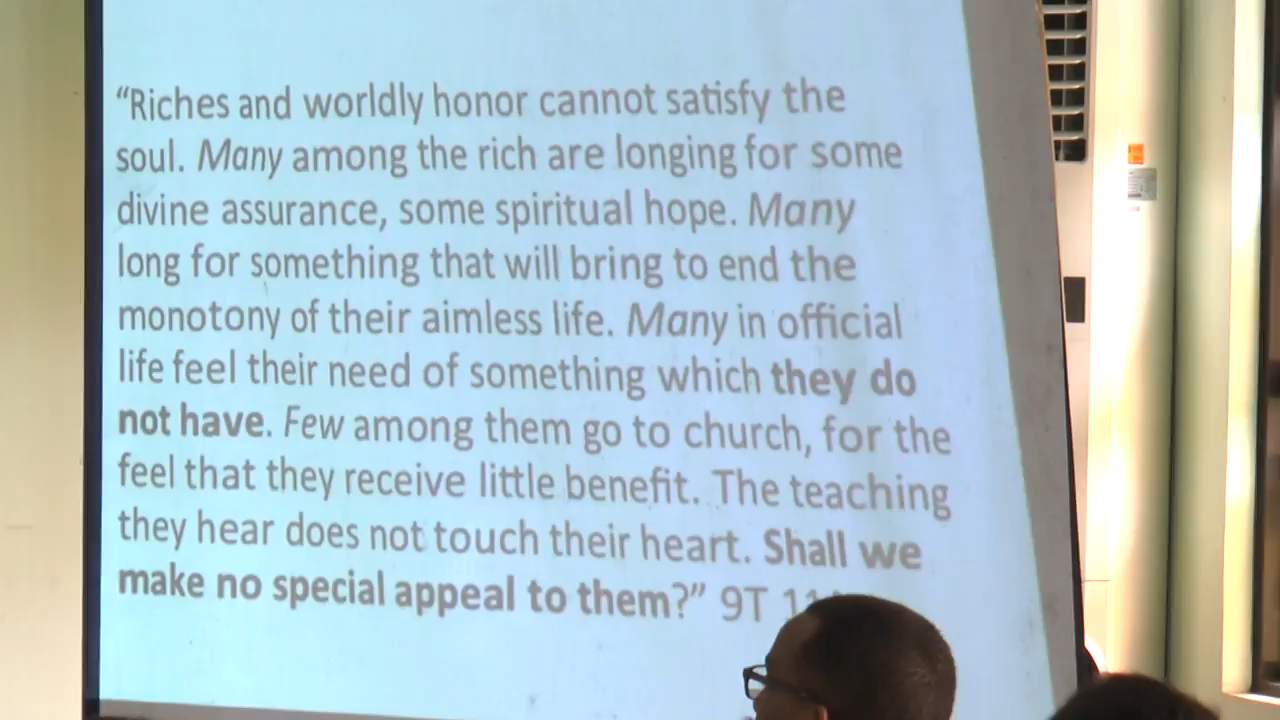 “Riches and worldly honor cannot satisfy the
soul. Many among the rich are longing for some
divine assurance, some spiritual hope. Many
long for something that will bring to end the
monotony of their aimless life. Many in official
life feel their need of something which they do
not have. Few among them go to church, for the
feel that they receive little benefit. The teaching
they hear does not touch their heart. Shall we
make no special appeal to them?” 9T